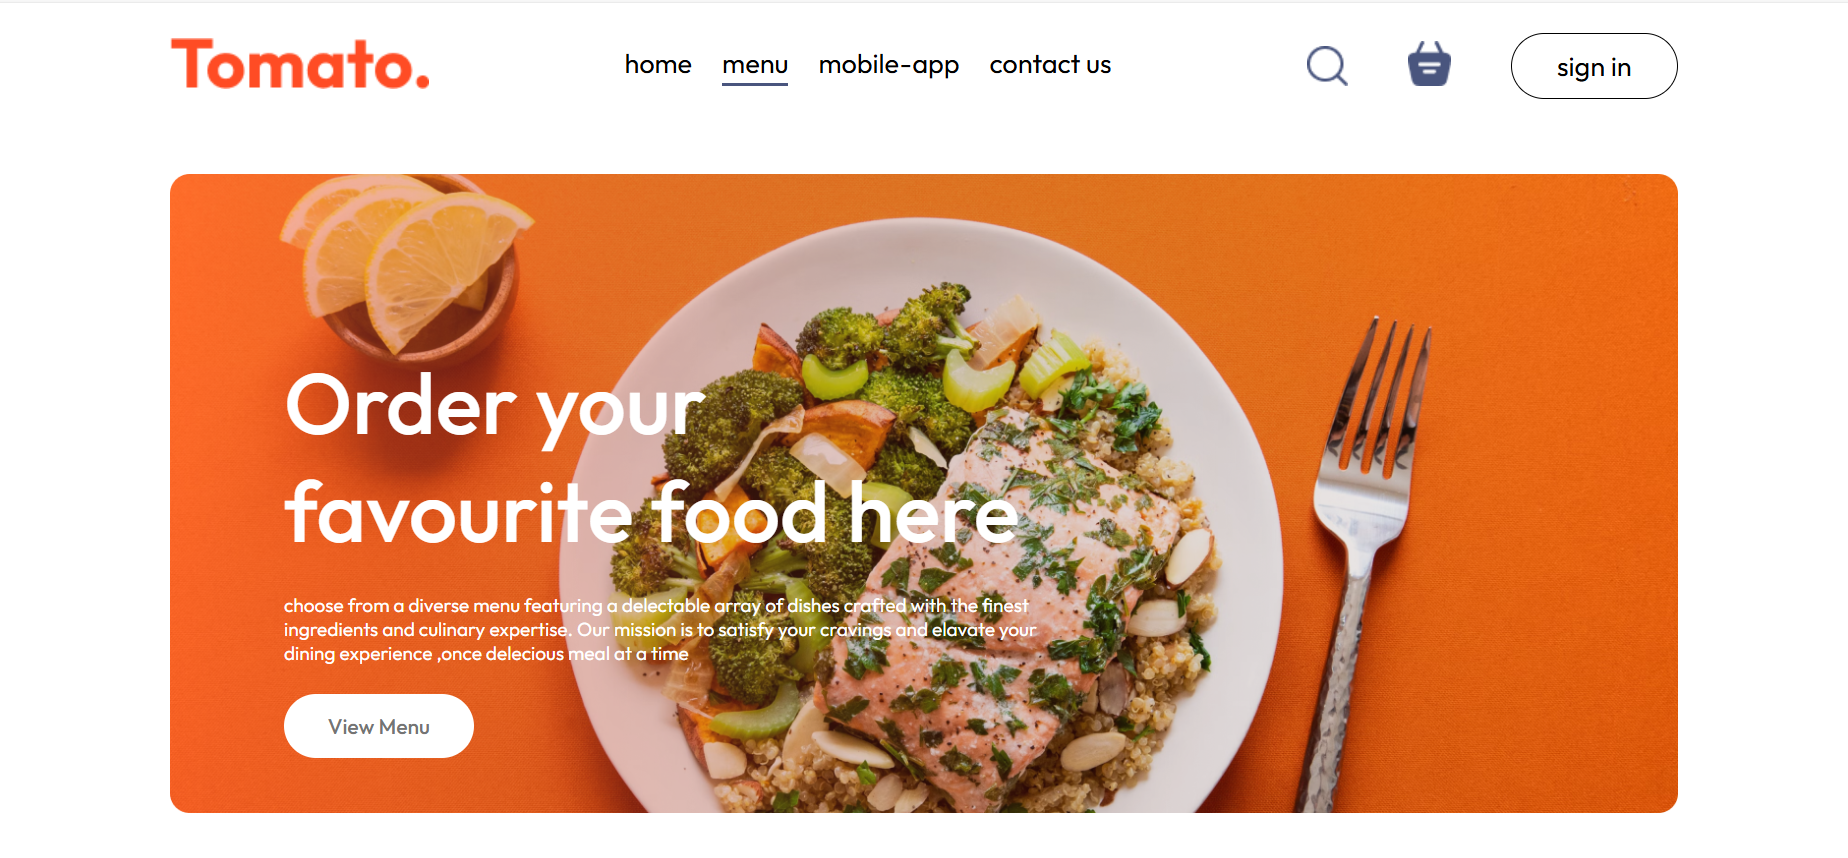 Tomato.
home menu mobile-app contact us
sign in
Order your
favourite food here
choose from a diverse menu featuring a delectable array of dishes crafted with the finest
ingredients and culinary expertise. Our mission is to satisfy your cravings and elavate your
dining experience ,once delecious meal at a time
View Menu